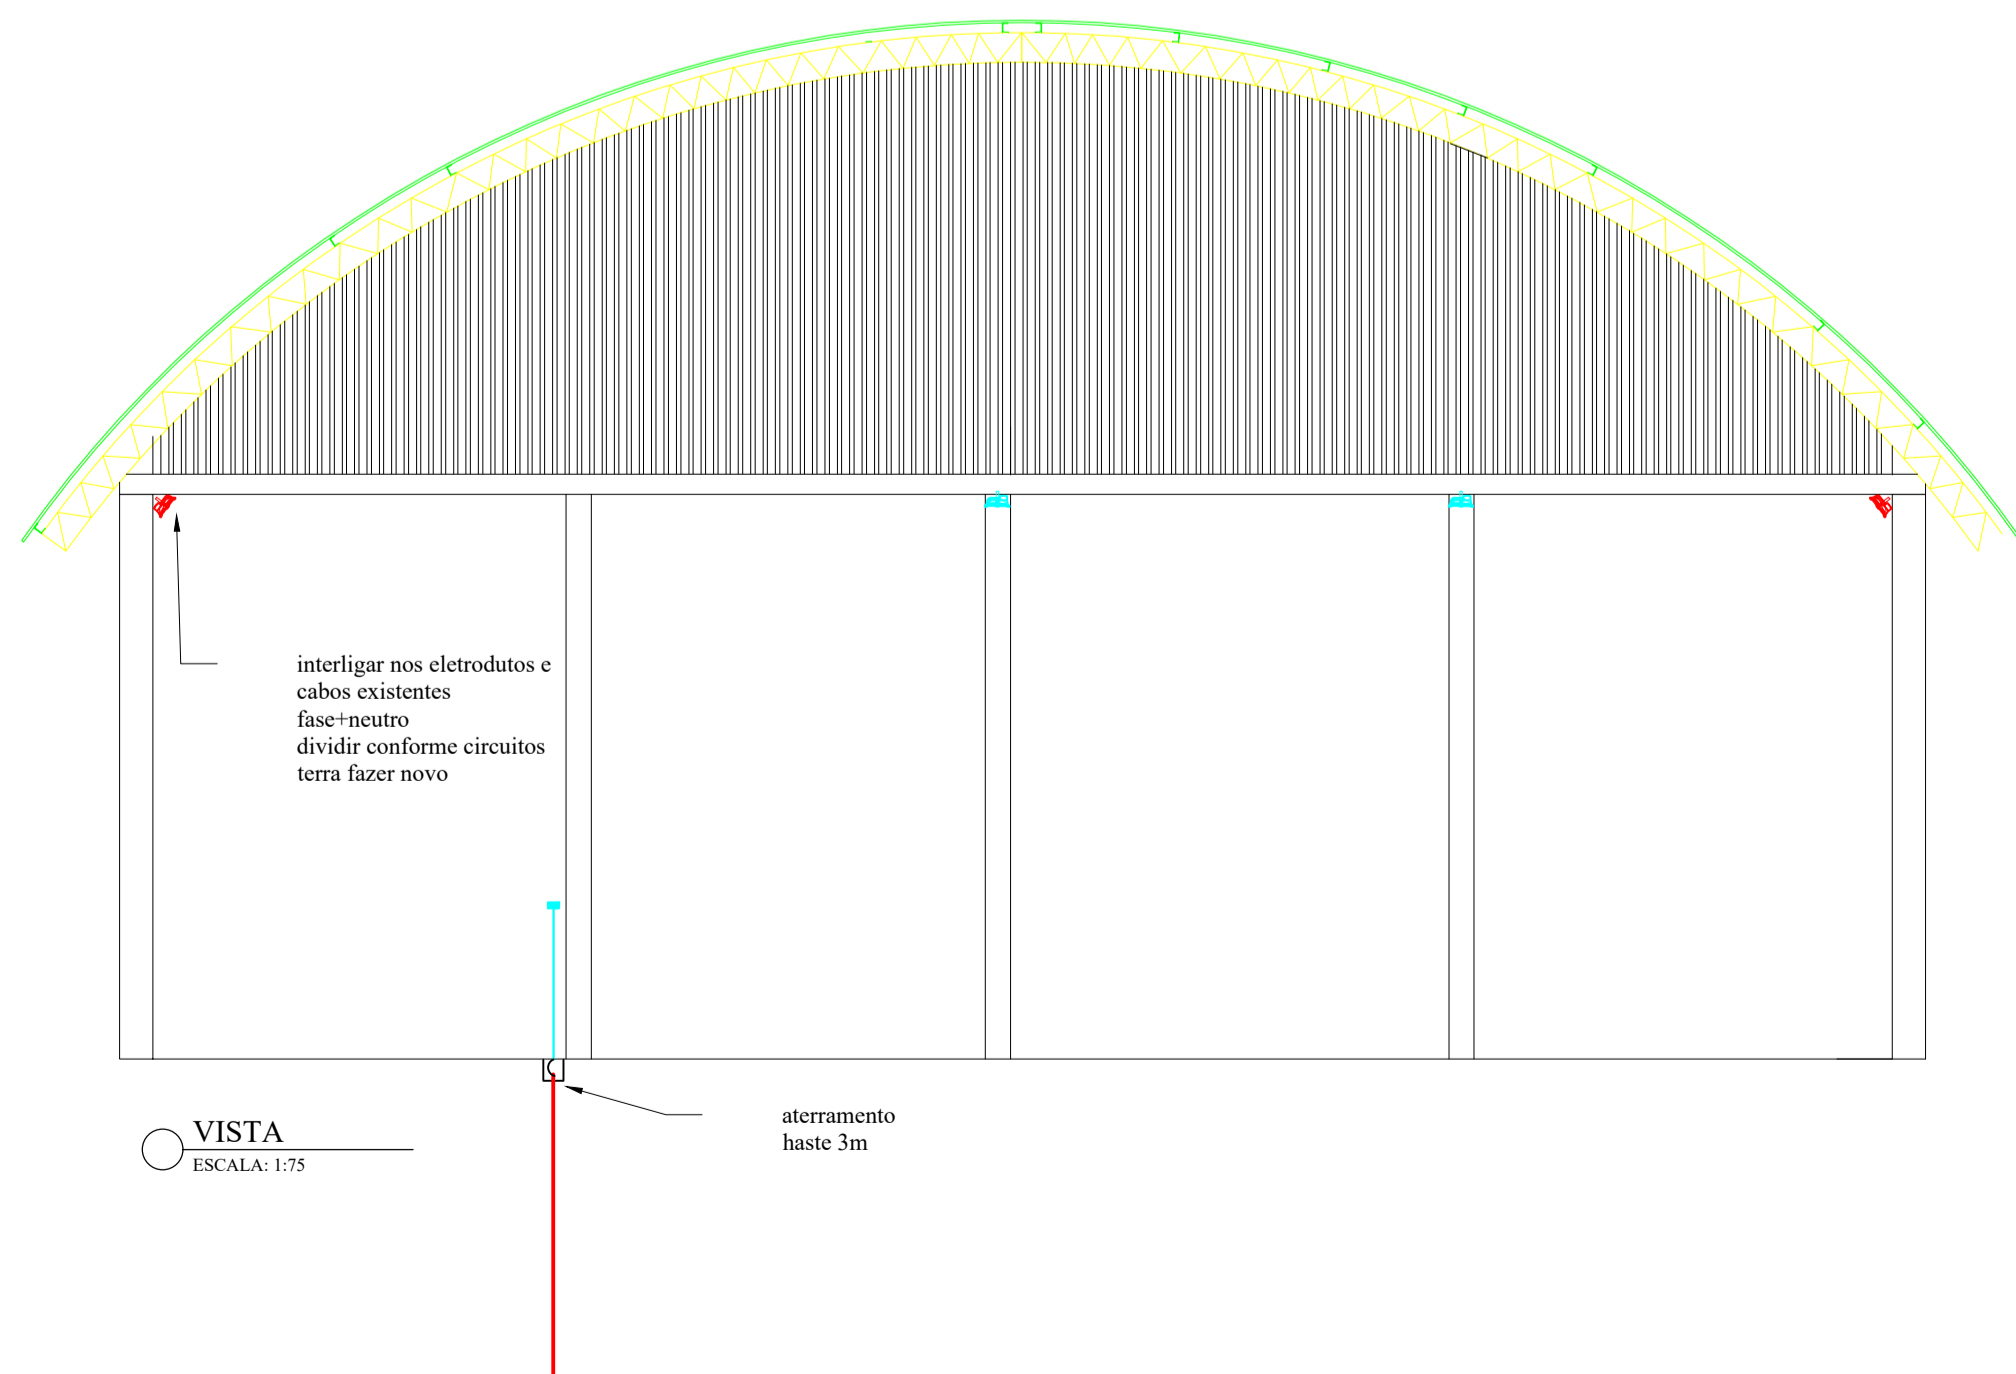 interligar nos eletrodutos e
cabos existentes
fase+neutro
dividir conforme circuitos
terra fazer novo
aterramento
haste 3m
VISTA
ESCALA: 1:75